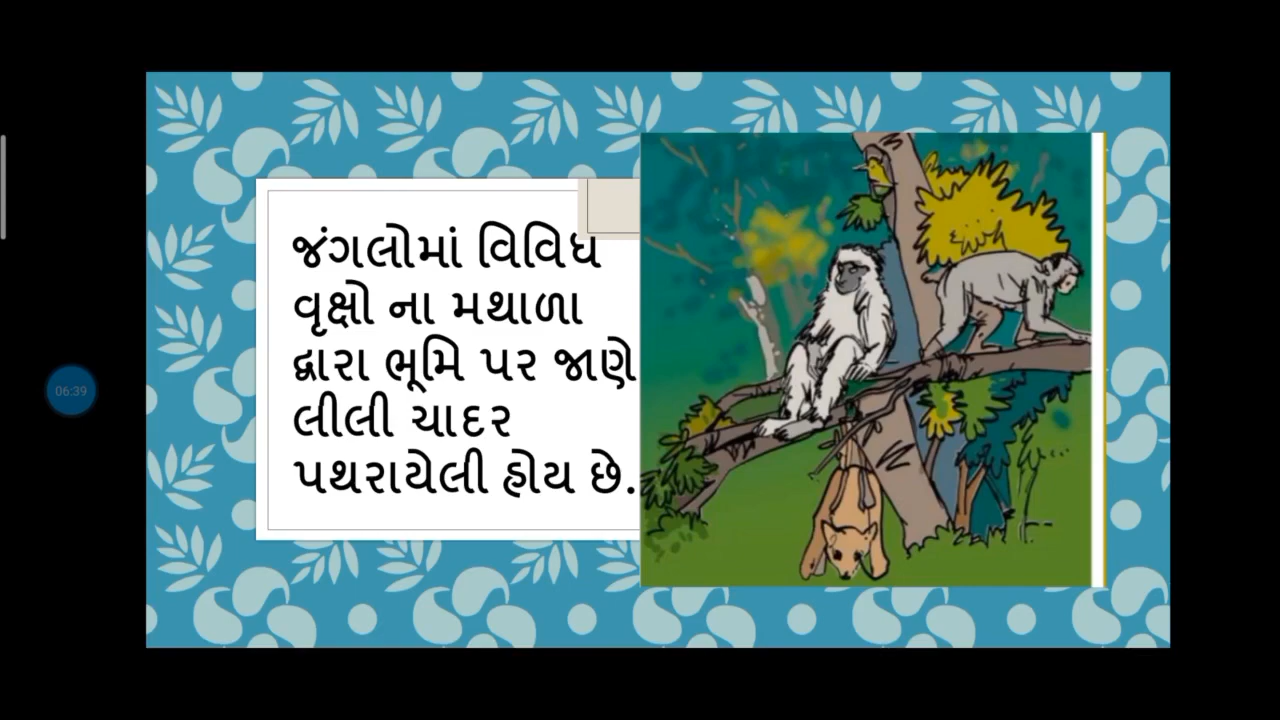 જંગલોમાં વિવિધ
વૃક્ષો ના મથાળા
દ્વારા ભૂમિ પર જાણે
લીલી ચાદર
પથરાયેલી હોય છે.
06:39